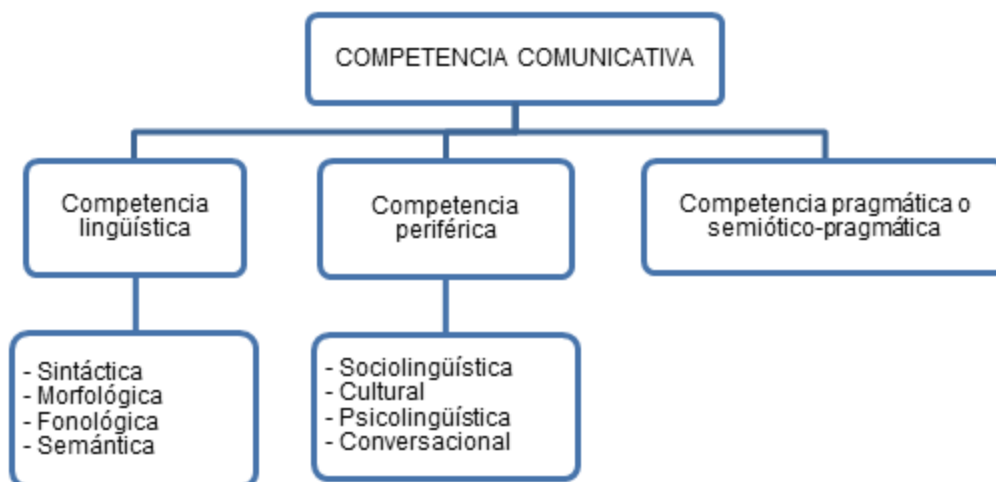 COMPETENCIA COMUNICATIVA
Competencia
lingüística
Competencia
periférica
Competencia pragmática o
semiótico-pragmática
- Sintáctica
- Morfológica
- Fonológica
- Semántica
- Sociolingüística
- Cultural
- Psicolingüística
- Conversacional